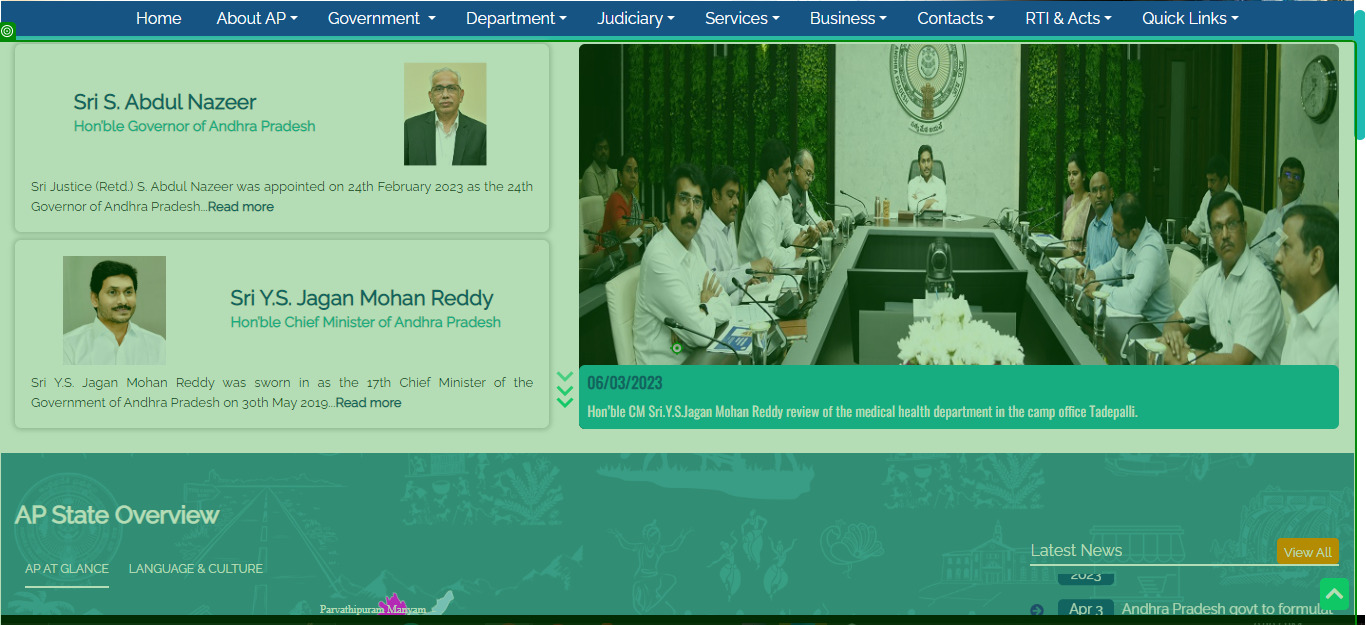 Home About AP Government Department Judiciary Services Business Contacts RTI & Acts Quick Links
Sri S. Abdul Nazeer
Hon'ble Governor of Andhra Pradesh
Sri Justice (Retd.) S. Abdul Nazeer was appointed on 24th February 2023 as the 24th
Governor of Andhra Pradesh...Read more
Sri Y.S. Jagan Mohan Reddy
Hon'ble Chief Minister of Andhra Pradesh
Sri Y.S. Jagan Mohan Reddy was sworn in as the 17th Chief Minister of the
Government of Andhra Pradesh on 30th May 2019...Read more
06/03/2023
Hon'ble CM Sri.Y.S.Jagan Mohan Reddy review of the medical health department in the camp office Tadepalli.
AP State Overview
AP AT GLANCE LANGUAGE & CULTURE
Parvathipuram Manyam
Latest News View All
2023
Apr 3 Andhra Pradesh govt to formulat